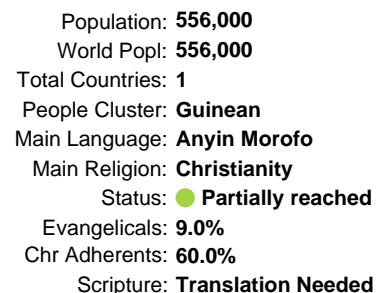 Population: 556,000
World Popl: 556,000
Total Countries: 1
People Cluster: Guinean
Main Language: Anyin Morofo
Main Religion: Christianity
Status: Partially reached
Evangelicals: 9.0%
Chr Adherents: 60.0%
Scripture: Translation Needed